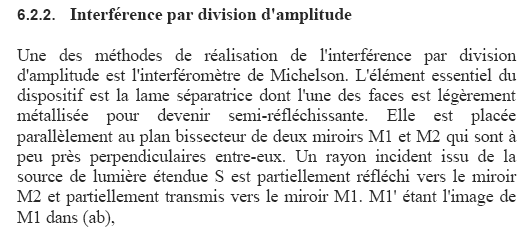 6.2.2. Interférence par division d'amplitude
Une des méthodes de réalisation de l'interférence par division
d'amplitude est l'interféromètre de Michelson. L'élément essentiel du
dispositif est la lame séparatrice dont l'une des faces est légèrement
métallisée pour devenir semi-réfléchissante. Elle est placée
parallèlement au plan bissecteur de deux miroirs M1 et M2 qui sont à
peu près perpendiculaires entre-eux. Un rayon incident issu de la
source de lumière étendue S est partiellement réfléchi vers le miroir
M2 et partiellement transmis vers le miroir M1. M1' étant l'image de
M1 dans (ab),